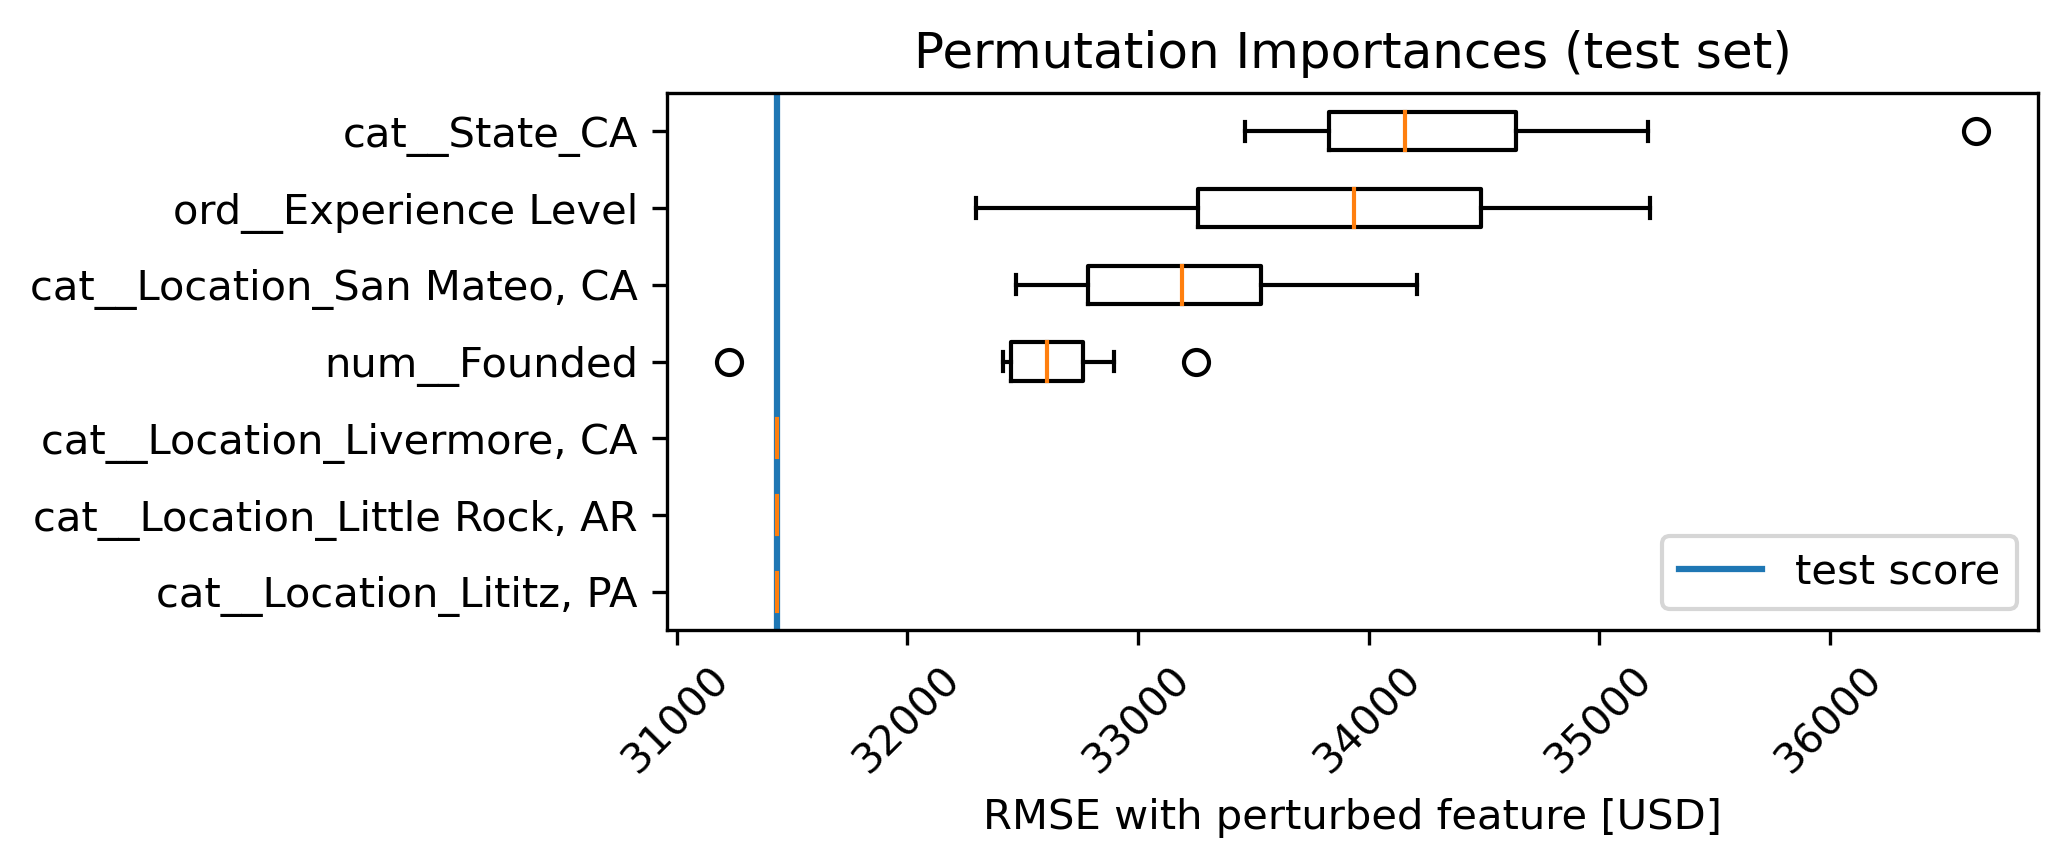 Permutation Importances (test set)
cat__State_CA
ord__Experience Level
cat__Location_San Mateo, CA
num__Founded
cat__Location_Livermore, CA
cat__Location_Little Rock, AR
cat__Location_Lititz, PA
test score
31000
32000
33000
34000
35000
36000
RMSE with perturbed feature [USD]